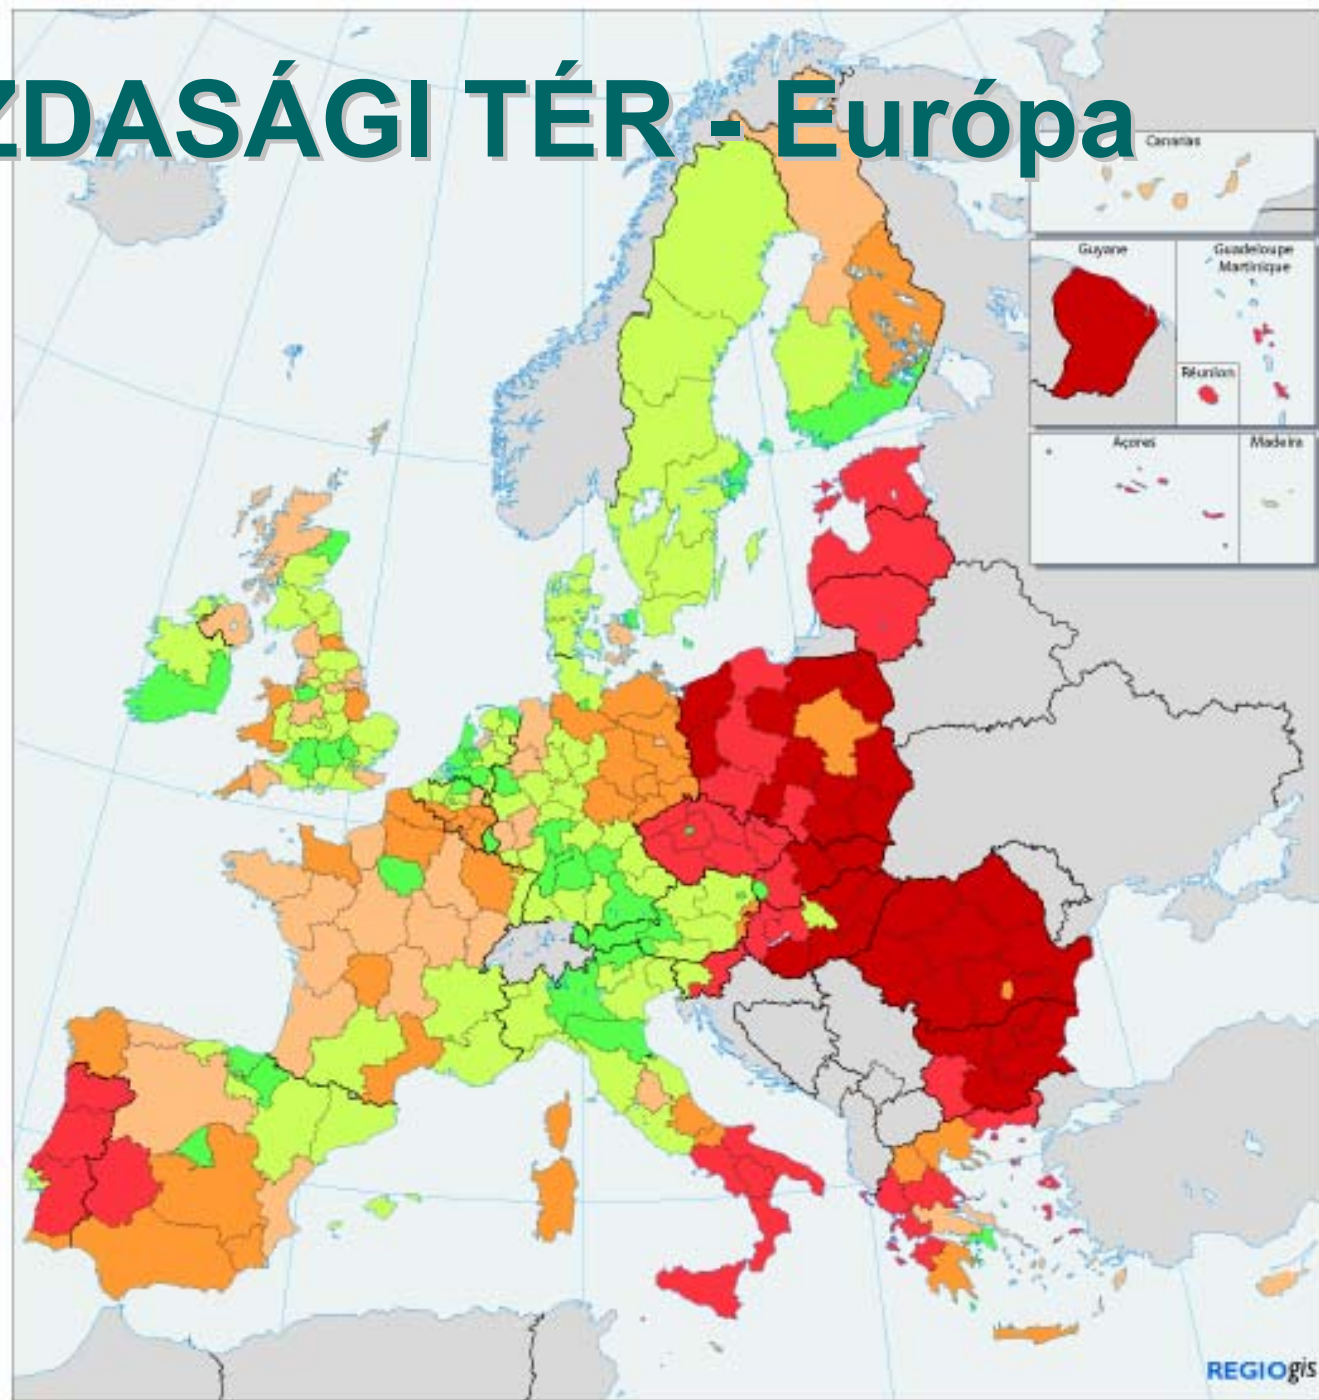 ZDASÁGI TÉR - Európa
Canarias
Guyane
Guadeloupe
Martinique
Réunion
Açores
Madeira
REGIOgis